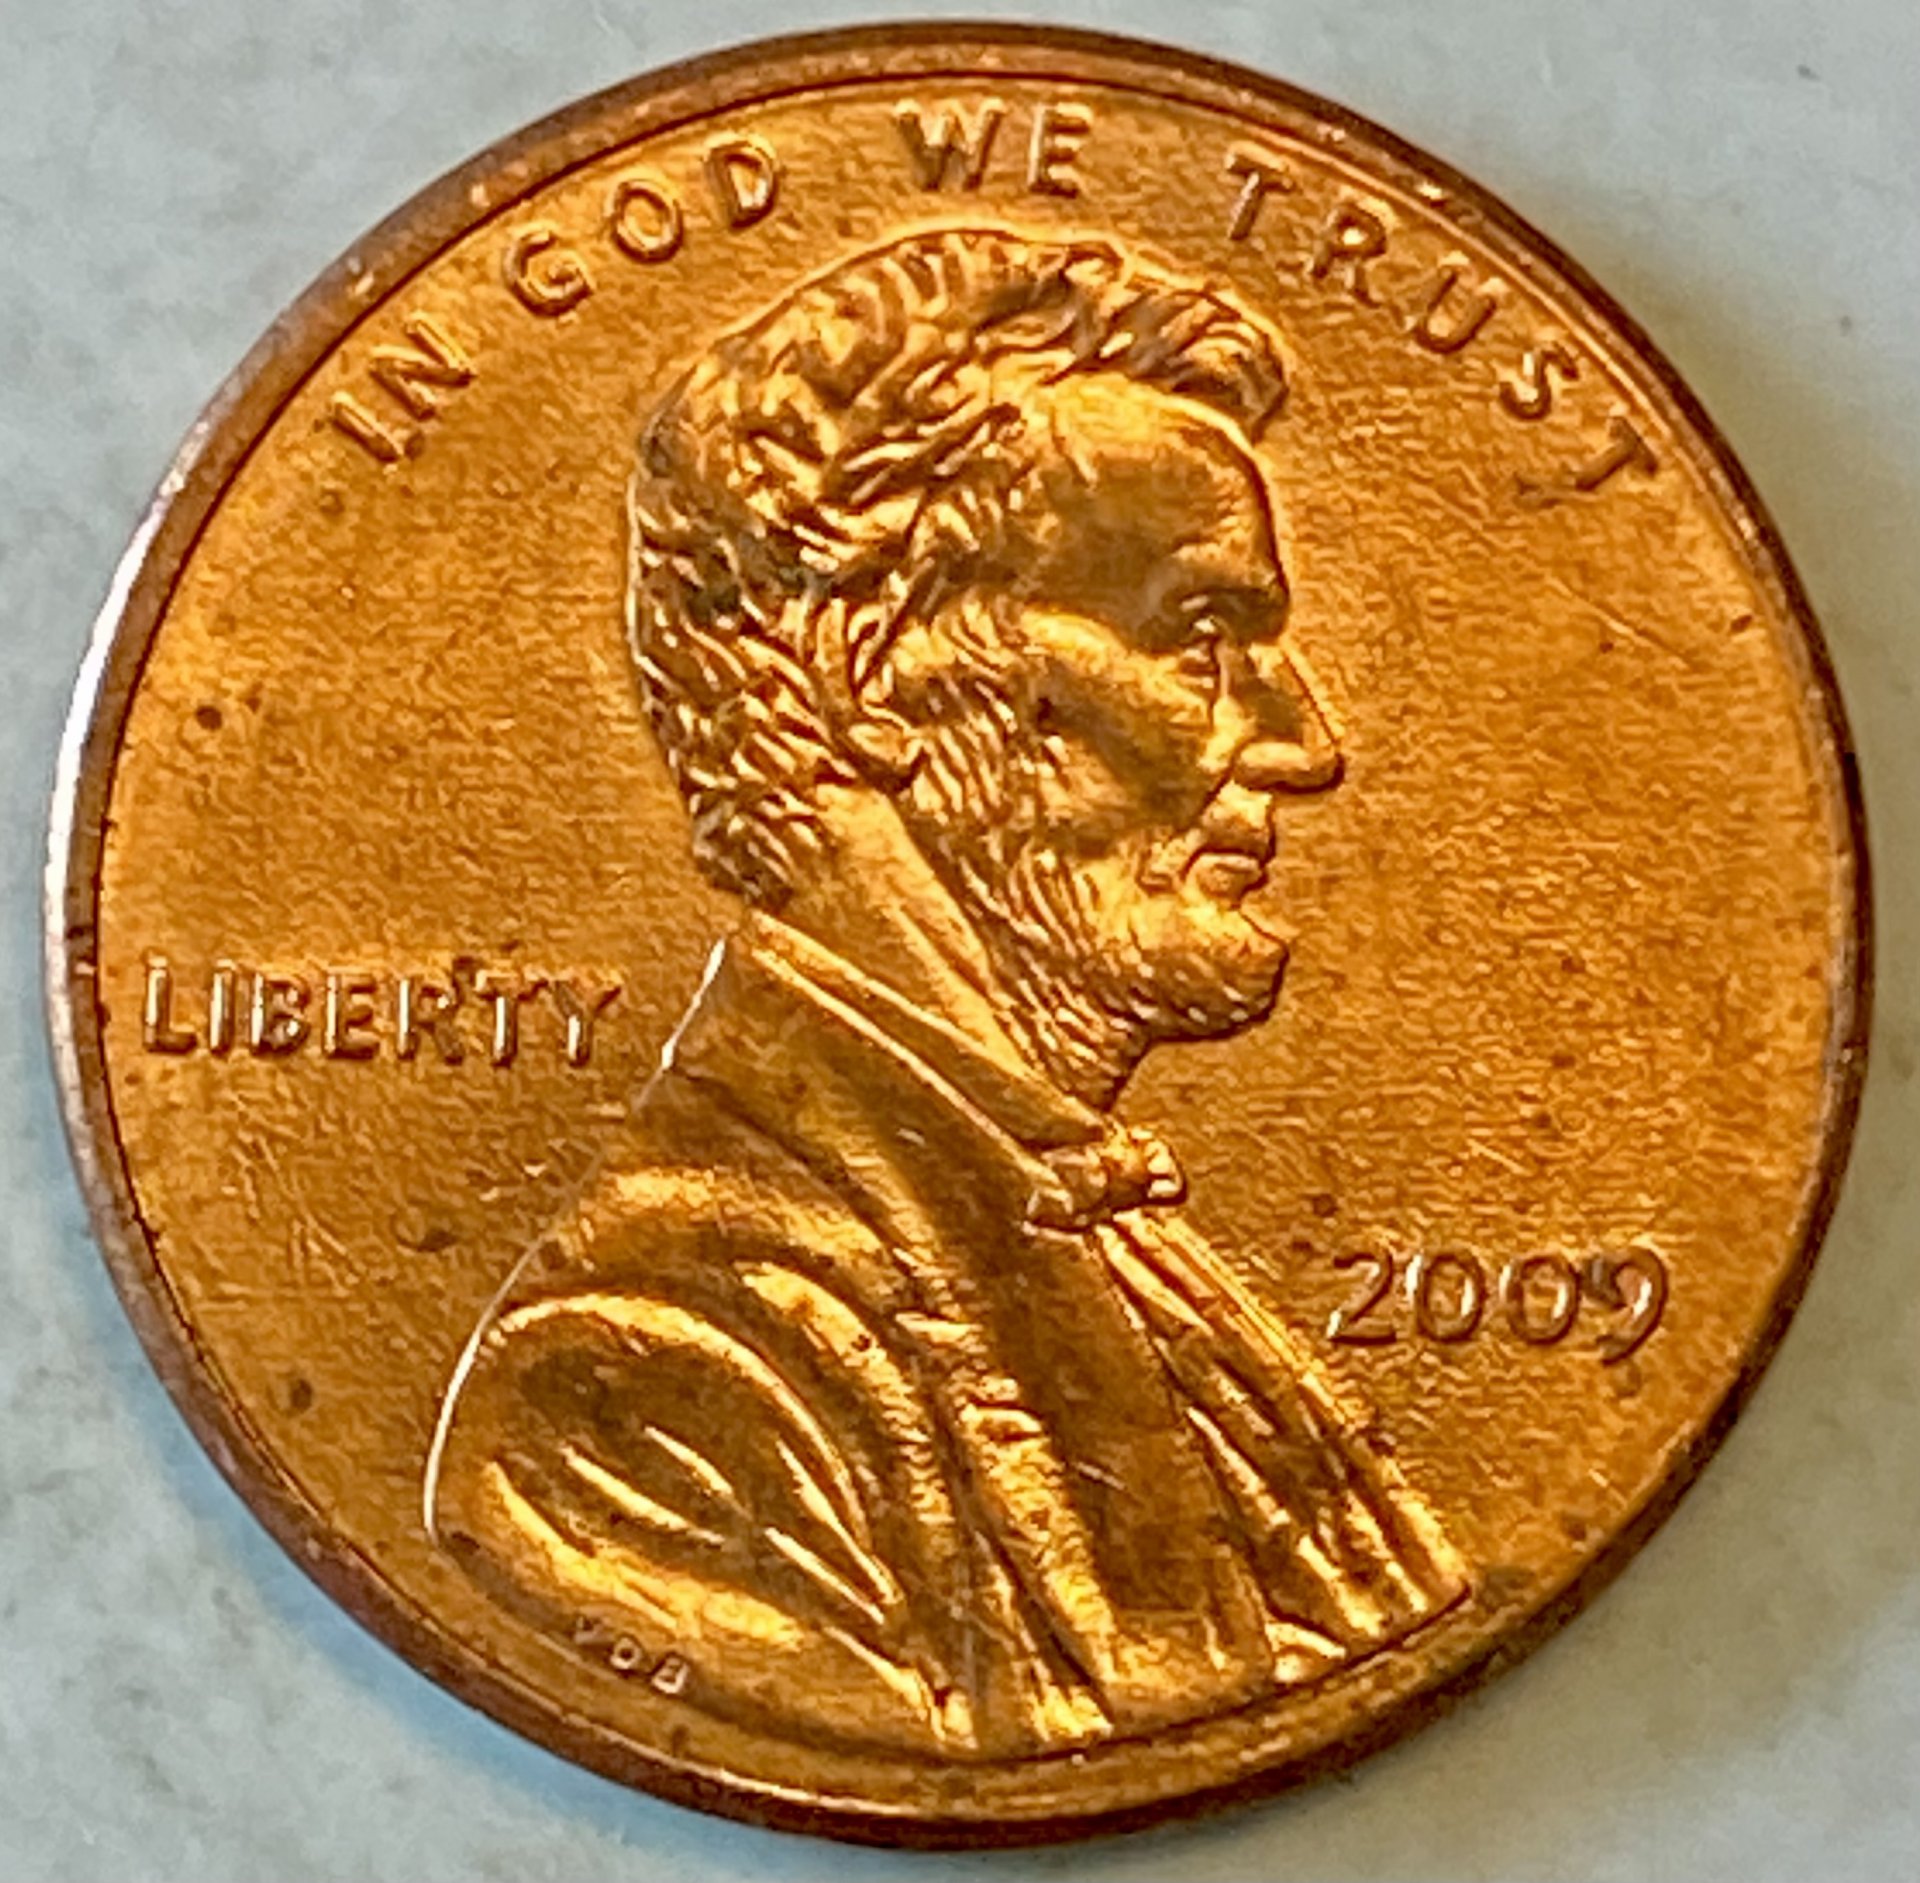 IN GOD WE TRUST
LIBERTY
2009
VDB